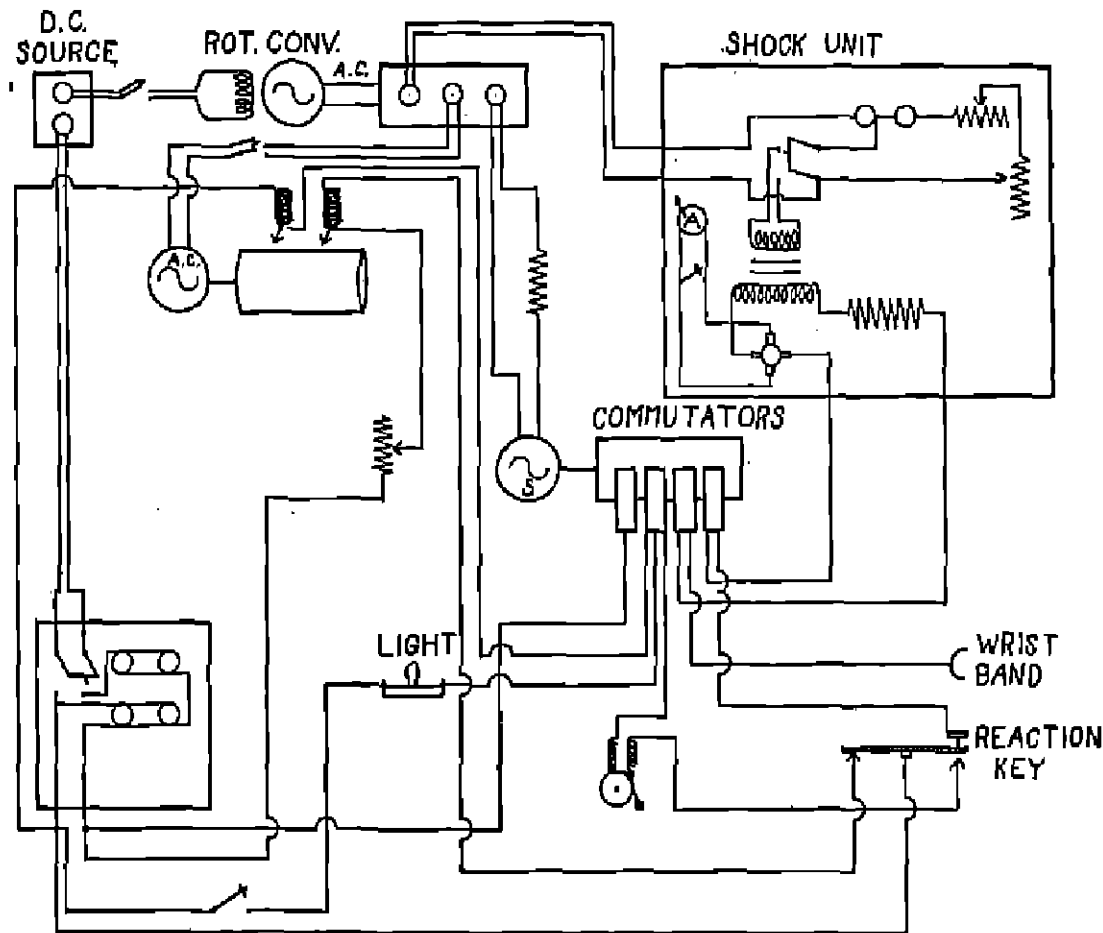 D.C.
SOURCE
ROT. CONV.
A.C.
SHOCK UNIT
A
A.C.
S
COMMUTATORS
LIGHT
WRIST
BAND
REACTION
KEY